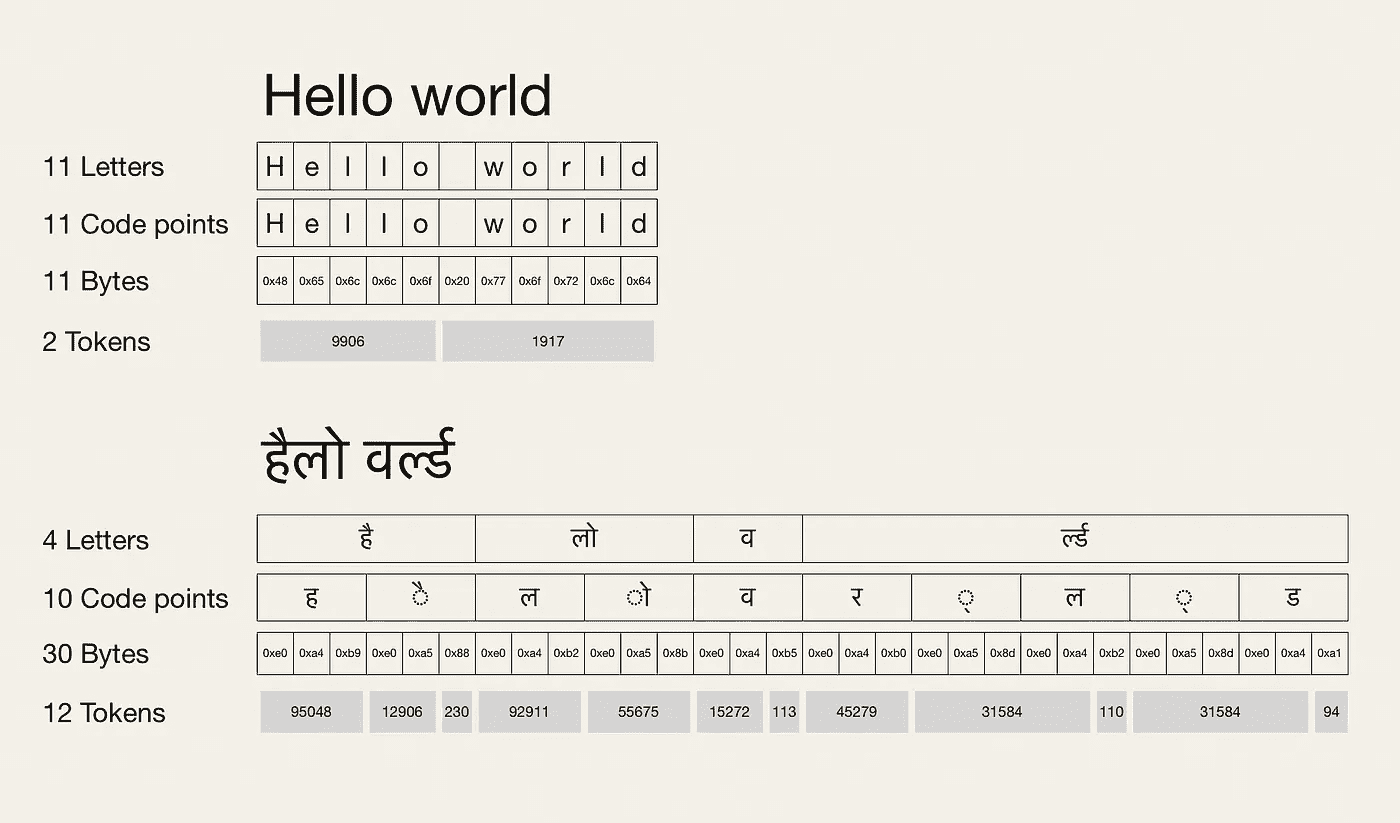 Hello world
11 Letters H e l l o w o r l d
11 Code points H e l l o w o r l d
11 Bytes 0x48 0x65 0x6c 0x6c 0x6f 0x20 0x77 0x6f 0x72 0x6c 0x64
2 Tokens 9906 1917
हैलो वर्ल्ड
4 Letters है लो व र्ल्ड
10 Code points ह ै ल ो व र ् ल ् ड
30 Bytes 0xe0 0xa4 0xb9 0xe0 0xa5 0x88 0xe0 0xa4 0xb2 0xe0 0xa5 0x8b 0xe0 0xa4 0xb5 0xe0 0xa4 0xb0 0xe0 0xa5 0x8d 0xe0 0xa4 0xb2 0xe0 0xa5 0x8d 0xe0 0xa4 0xa1
12 Tokens 95048 12906 230 92911 55675 15272 113 45279 31584 110 31584 94